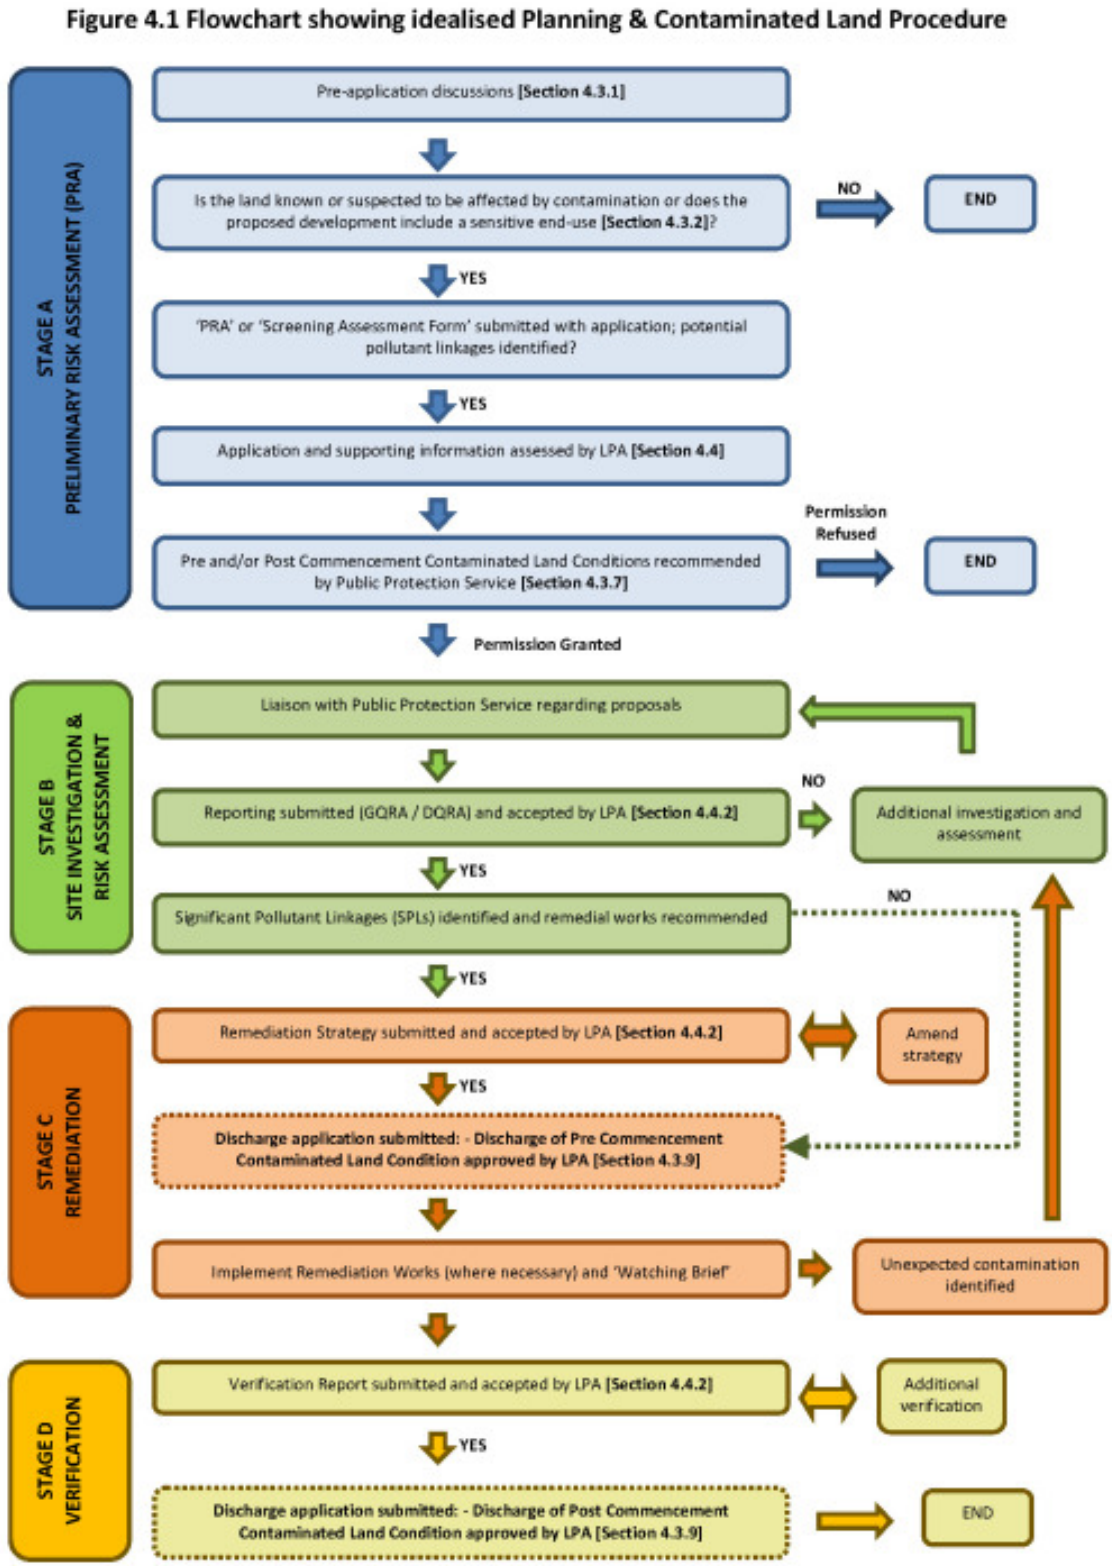 Figure 4.1 Flowchart showing idealised Planning & Contaminated Land Procedure
STAGE A
PRELIMINARY RISK ASSESSMENT (PRA)
Pre-application discussions [Section 4.3.1]
Is the land known or suspected to be affected by contamination or does the
proposed development include a sensitive end-use [Section 4.3.2]?
NO
END
YES
'PRA' or 'Screening Assessment Form' submitted with application; potential
pollutant linkages identified?
YES
Application and supporting information assessed by LPA [Section 4.4]
Pre and/or Post Commencement Contaminated Land Conditions recommended
by Public Protection Service [Section 4.3.7]
Permission
Refused
END
Permission Granted
STAGE B
SITE INVESTIGATION &
RISK ASSESSMENT
Liaison with Public Protection Service regarding proposals
Reporting submitted (GQRA / DQRA) and accepted by LPA [Section 4.4.2]
NO
Additional investigation and
assessment
YES
Significant Pollutant Linkages (SPLs) identified and remedial works recommended
NO
YES
STAGE C
REMEDIATION
Remediation Strategy submitted and accepted by LPA [Section 4.4.2]
Amend
strategy
YES
Discharge application submitted: - Discharge of Pre Commencement
Contaminated Land Condition approved by LPA [Section 4.3.9]
Implement Remediation Works (where necessary) and 'Watching Brief'
Unexpected contamination
identified
STAGE D
VERIFICATION
Verification Report submitted and accepted by LPA [Section 4.4.2]
Additional
verification
YES
Discharge application submitted: - Discharge of Post Commencement
Contaminated Land Condition approved by LPA [Section 4.3.9]
END